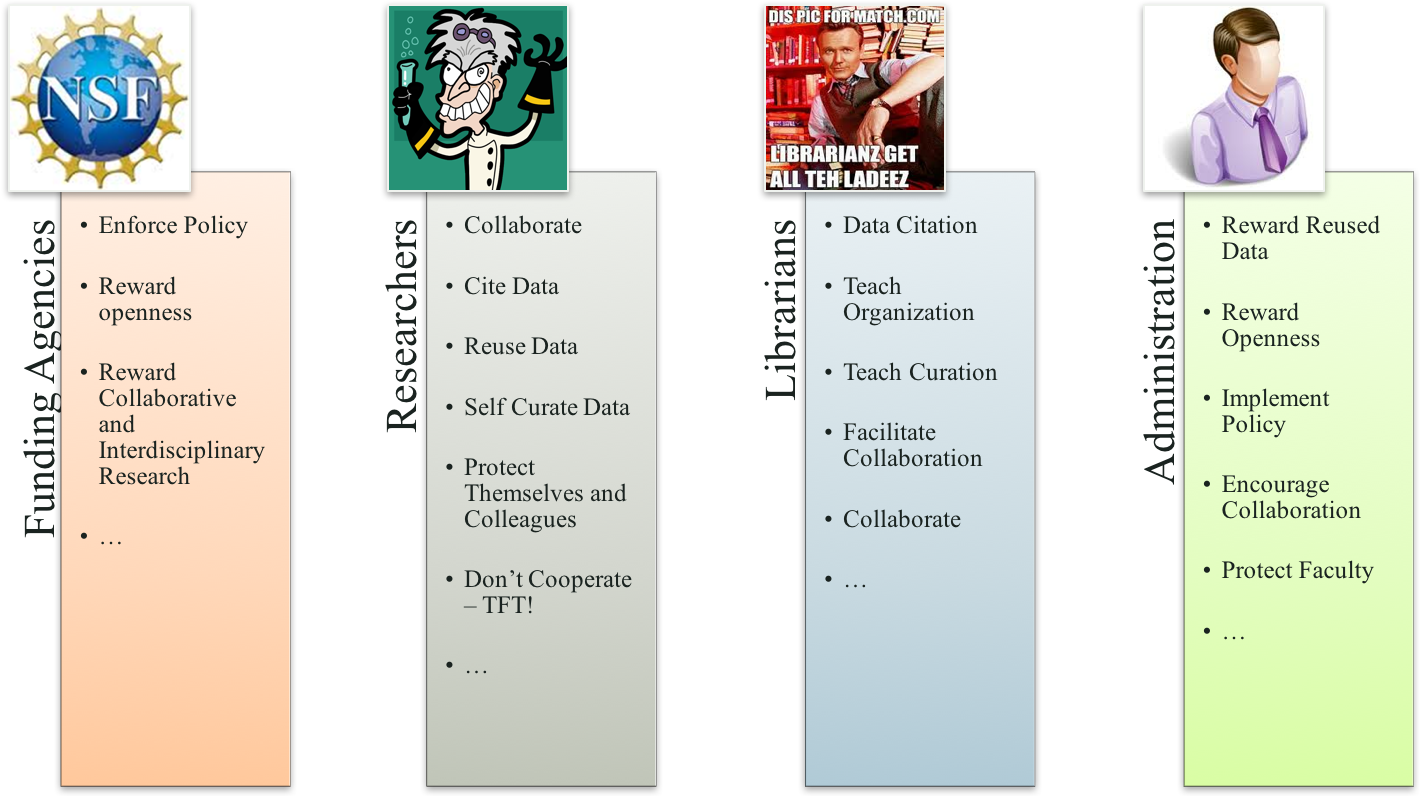 NSF
Funding Agencies
• Enforce Policy
• Reward
openness
• Reward
Collaborative
and
Interdisciplinary
Research
• …
Researchers
• Collaborate
• Cite Data
• Reuse Data
• Self Curate Data
• Protect
Themselves and
Colleagues
• Don’t Cooperate
– TFT!
• …
DIS PIC FOR MATCH.COM
LIBRARIANZ GET
ALL TEH LADEEZ
Librarians
• Data Citation
• Teach
Organization
• Teach Curation
• Facilitate
Collaboration
• Collaborate
• …
Administration
• Reward Reused
Data
• Reward
Openness
• Implement
Policy
• Encourage
Collaboration
• Protect Faculty
• …